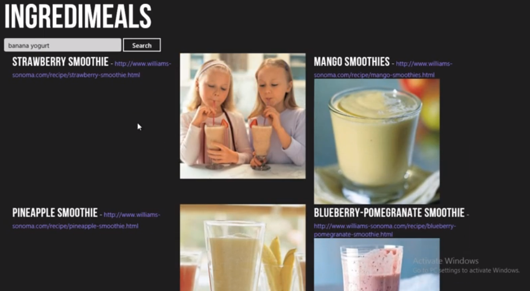 INGREDIMEALS
banana yogurt
Search
STRAWBERRY SMOOTHIE - http://www.williams-
sonoma.com/recipe/strawberry-smoothie.html
MANGO SMOOTHIES - http://www.williams-
sonoma.com/recipe/mango-smoothies.html
PINEAPPLE SMOOTHIE - http://www.williams-
sonoma.com/recipe/pineapple-smoothie.html
BLUEBERRY-POMEGRANATE SMOOTHIE -
http://www.williams-sonoma.com/recipe/blueberry-
pomegranate-smoothie.html
Activate Windows
Go to PC settings to activate Windows.